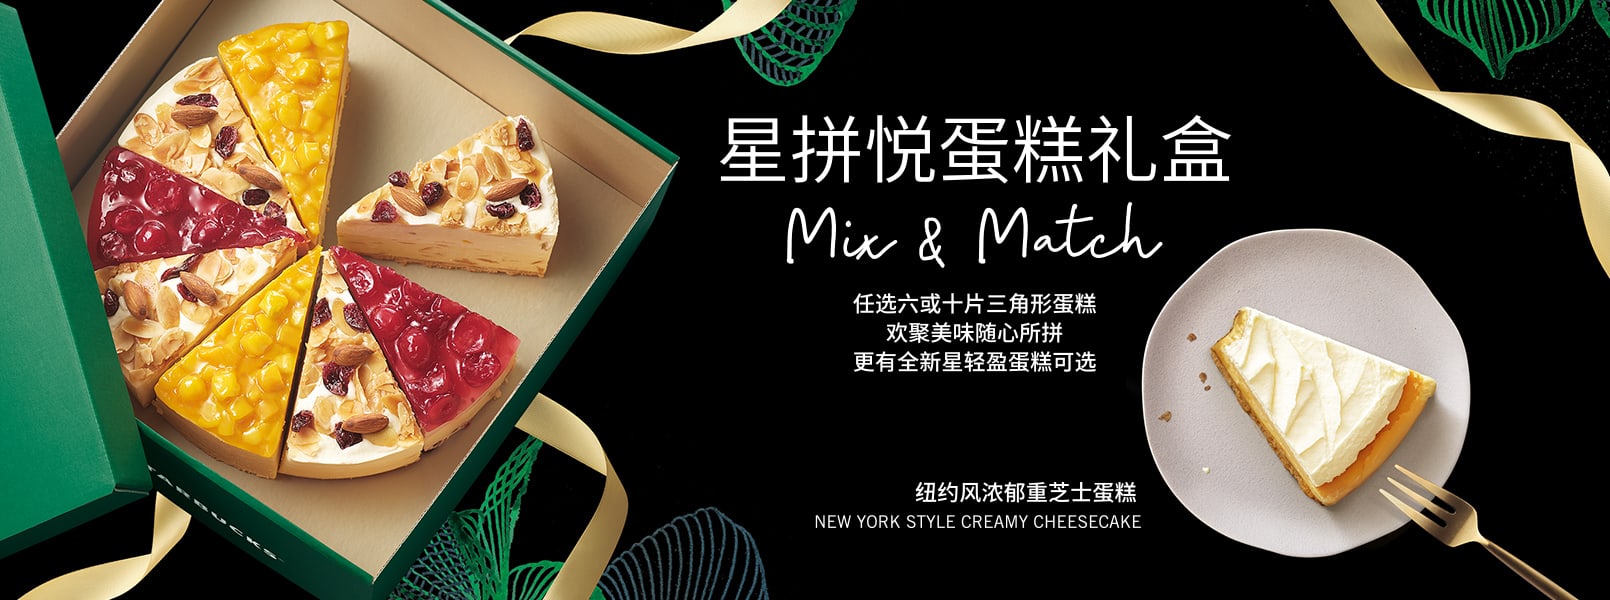 星拼悦蛋糕礼盒
Mix & Match
任选六或十片三角形蛋糕
欢聚美味随心所拼
更有全新星轻盈蛋糕可选
纽约风浓郁重芝士蛋糕
NEW YORK STYLE CREAMY CHEESECAKE
TARBUCKS